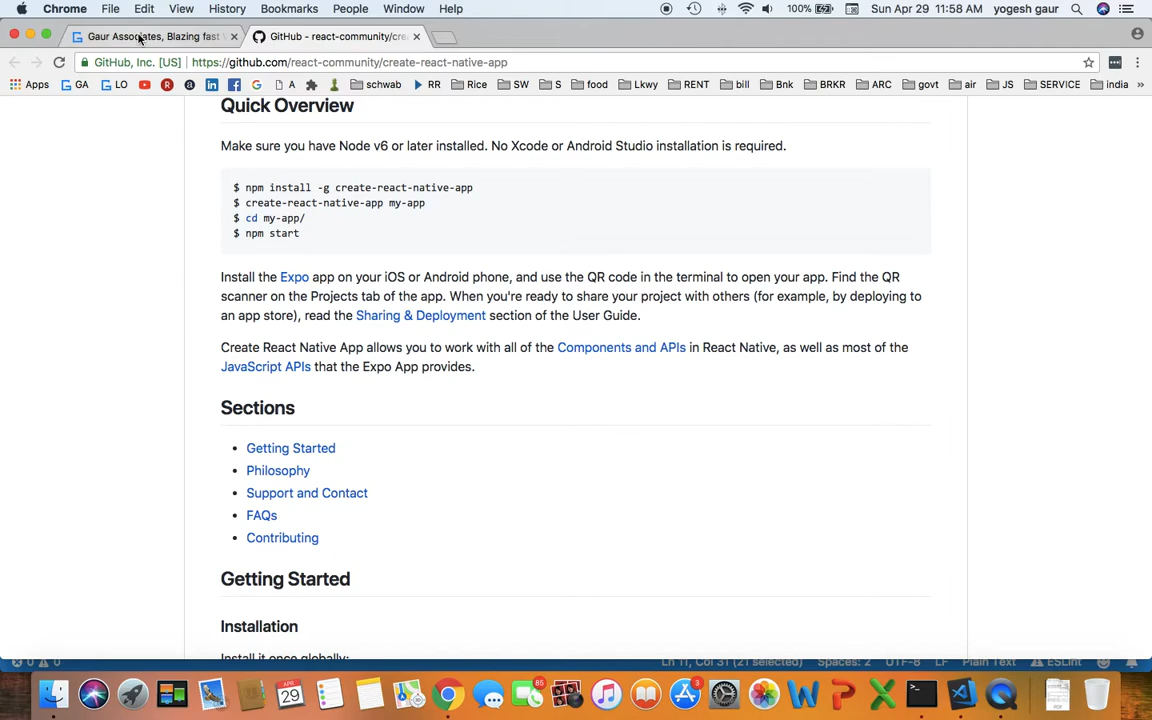 Chrome File Edit View History Bookmarks People Window Help 100% Sun Apr 29 11:58 AM yogesh gaur
Gaur Associates, Blazing fast GitHub - react-community/cre
GitHub, Inc. [US] https://github.com/react-community/create-react-native-app
Apps GA LO A schwab RR Rice SW S food Lkwy RENT bill Bnk BRKR ARC govt air JS SERVICE india »
Quick Overview
Make sure you have Node v6 or later installed. No Xcode or Android Studio installation is required.
$ npm install -g create-react-native-app
$ create-react-native-app my-app
$ cd my-app/
$ npm start
Install the Expo app on your iOS or Android phone, and use the QR code in the terminal to open your app. Find the QR
scanner on the Projects tab of the app. When you're ready to share your project with others (for example, by deploying to
an app store), read the Sharing & Deployment section of the User Guide.
Create React Native App allows you to work with all of the Components and APIs in React Native, as well as most of the
JavaScript APIs that the Expo App provides.
Sections
• Getting Started
• Philosophy
• Support and Contact
• FAQs
• Contributing
Getting Started
Installation
Install it once globally:
0 0 Ln 11, Col 31 (21 selected) Spaces: 2 UTF-8 LF Plain Text ESLint
APR 29 85 3